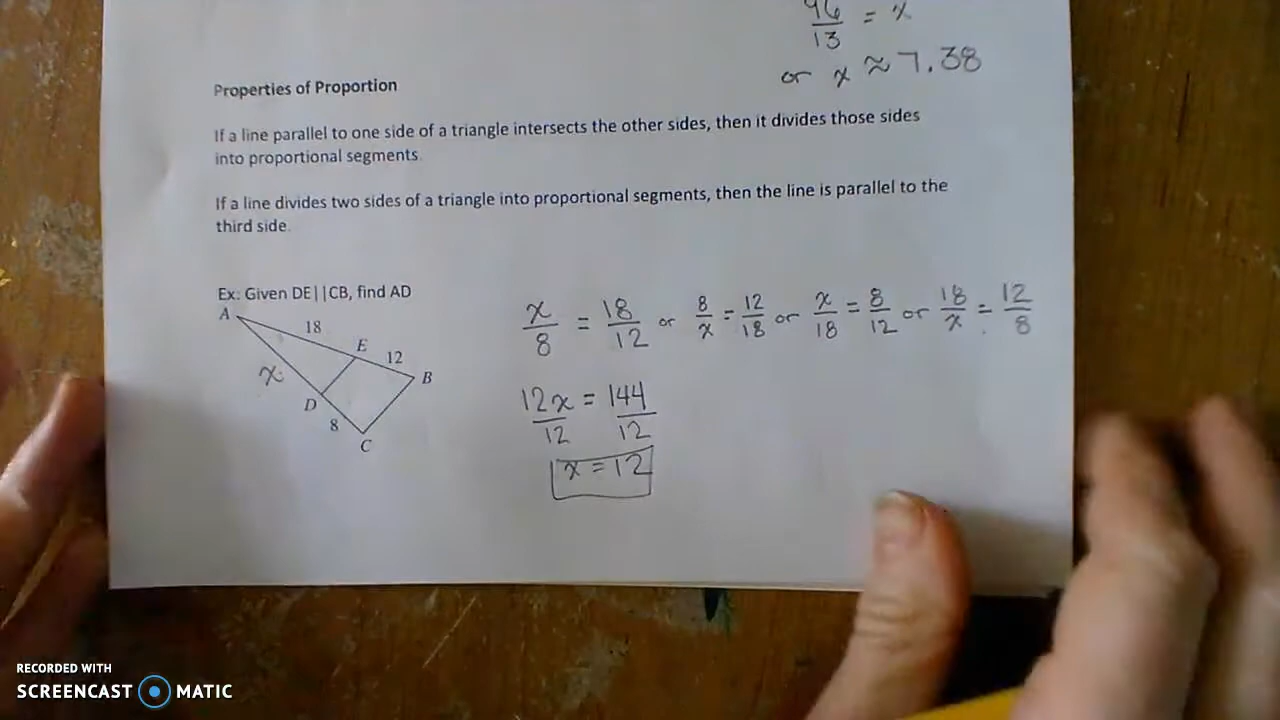 96/13 = x
or x ≈ 7.38
Properties of Proportion
If a line parallel to one side of a triangle intersects the other sides, then it divides those sides
into proportional segments.
If a line divides two sides of a triangle into proportional segments, then the line is parallel to the
third side.
Ex: Given DE||CB, find AD
A
18
E
12
B
x
D
8
C
x/8 = 18/12 or 8/x = 12/18 or x/18 = 8/12 or 18/x = 12/8
12x/12 = 144/12
x = 12
RECORDED WITH
SCREENCAST MATIC